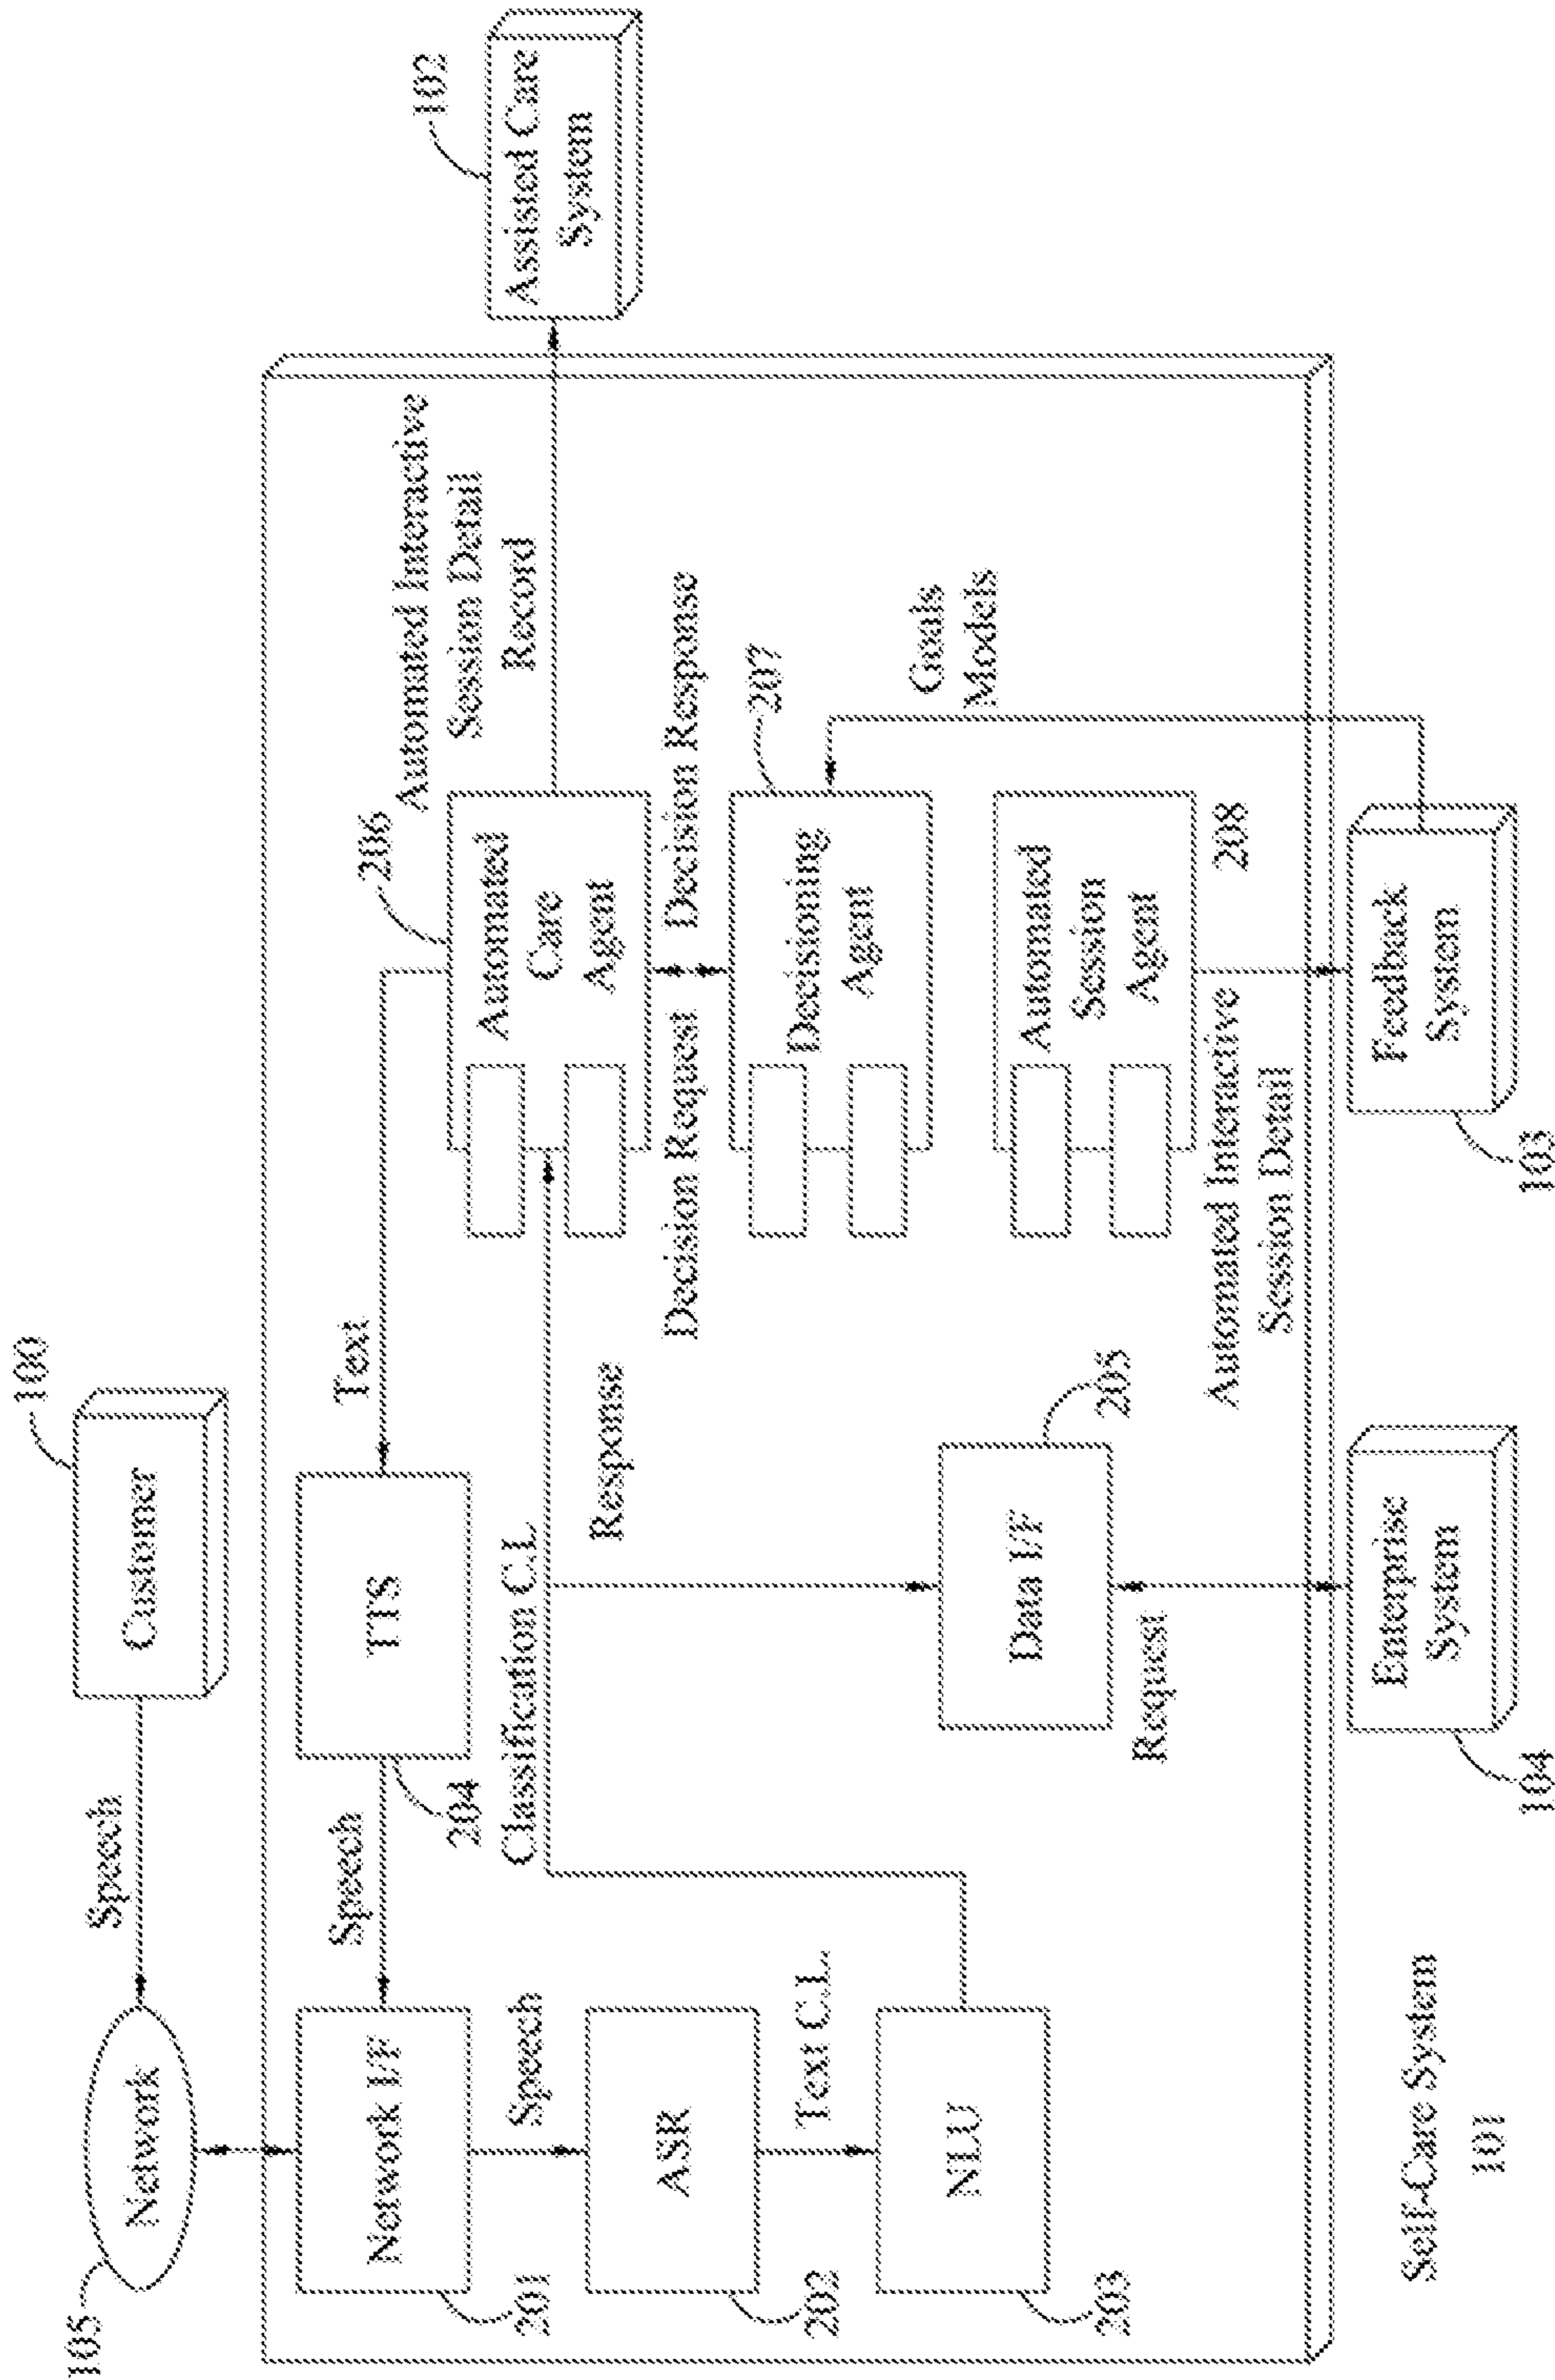 105
Network
Speech
Customer
100
102
Assisted Care
System
201
Network I/F
Speech
204
TTS
Text
206
Automated
Care
Agent
Automated Interactive
Session Detail
Record
Speech
Classification C.L
Response
202
ASR
Decision Request
Decision Response
Text C.L.
207
Decisioning
Agent
Goals
Models
203
NLU
Data I/F
205
Request
Automated
Session
Agent
208
Automated Interactive
Session Detail
Enterprise
System
104
Feedback
System
103
Self-Care System
101